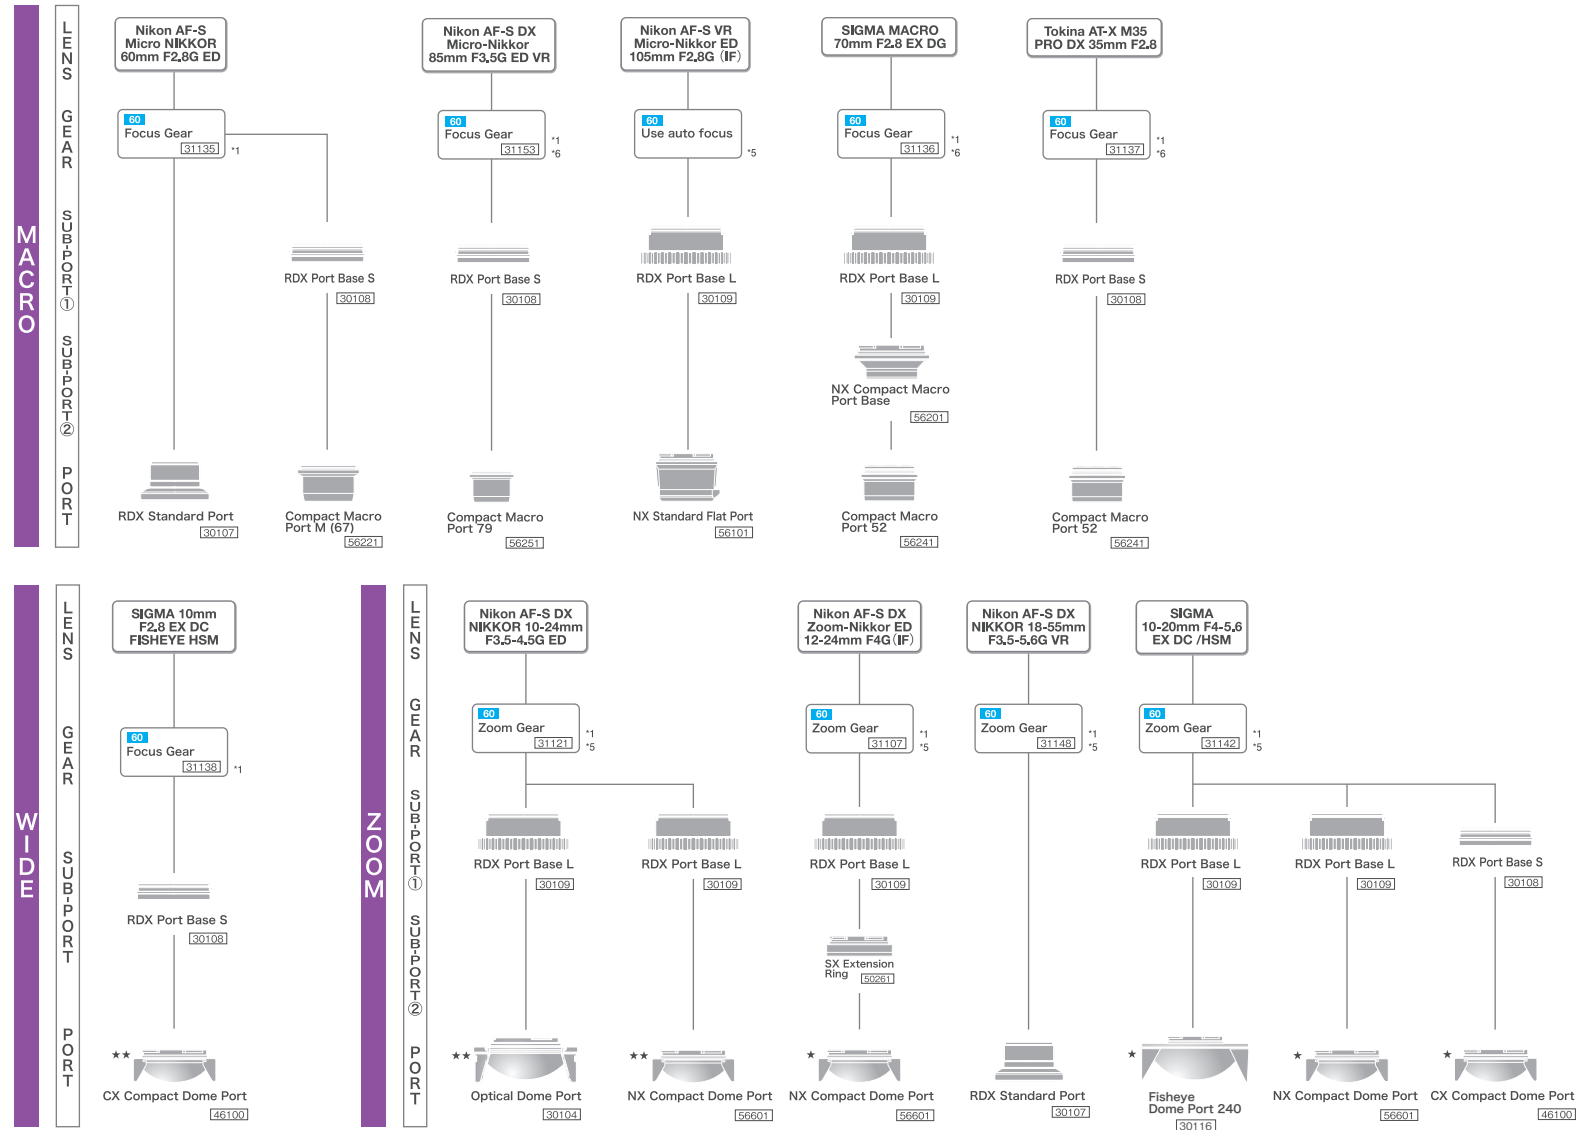 MACRO
LENS
GEAR
SUB-PORT①
SUB-PORT②
PORT
Nikon AF-S
Micro NIKKOR
60mm F2.8G ED
60
Focus Gear
31135
*1
RDX Standard Port
30107
RDX Port Base S
30108
Compact Macro
Port M (67)
56221
Nikon AF-S DX
Micro-Nikkor
85mm F3.5G ED VR
60
Focus Gear
31153
*1
*6
RDX Port Base S
30108
Compact Macro
Port 79
56251
Nikon AF-S VR
Micro-Nikkor ED
105mm F2.8G (IF)
60
Use auto focus
*5
RDX Port Base L
30109
NX Standard Flat Port
56101
SIGMA MACRO
70mm F2.8 EX DG
60
Focus Gear
31136
*1
*6
RDX Port Base L
30109
NX Compact Macro
Port Base
56201
Compact Macro
Port 52
56241
Tokina AT-X M35
PRO DX 35mm F2.8
60
Focus Gear
31137
*1
*6
RDX Port Base S
30108
Compact Macro
Port 52
56241
WIDE
LENS
GEAR
SUB-PORT
PORT
SIGMA 10mm
F2.8 EX DC
FISHEYE HSM
60
Focus Gear
31138
*1
RDX Port Base S
30108
★★
CX Compact Dome Port
46100
ZOOM
LENS
GEAR
SUB-PORT①
SUB-PORT②
PORT
Nikon AF-S DX
NIKKOR 10-24mm
F3.5-4.5G ED
60
Zoom Gear
31121
*1
*5
RDX Port Base L
30109
★★
Optical Dome Port
30104
RDX Port Base L
30109
★★
NX Compact Dome Port
56601
Nikon AF-S DX
Zoom-Nikkor ED
12-24mm F4G(IF)
60
Zoom Gear
31107
*1
*5
RDX Port Base L
30109
SX Extension
Ring
50261
★
NX Compact Dome Port
56601
Nikon AF-S DX
NIKKOR 18-55mm
F3.5-5.6G VR
60
Zoom Gear
31148
*1
*5
RDX Standard Port
30107
SIGMA
10-20mm F4-5.6
EX DC /HSM
60
Zoom Gear
31142
*1
*5
RDX Port Base L
30109
★
Fisheye
Dome Port 240
30116
RDX Port Base L
30109
★
NX Compact Dome Port
56601
RDX Port Base S
30108
★
CX Compact Dome Port
46100